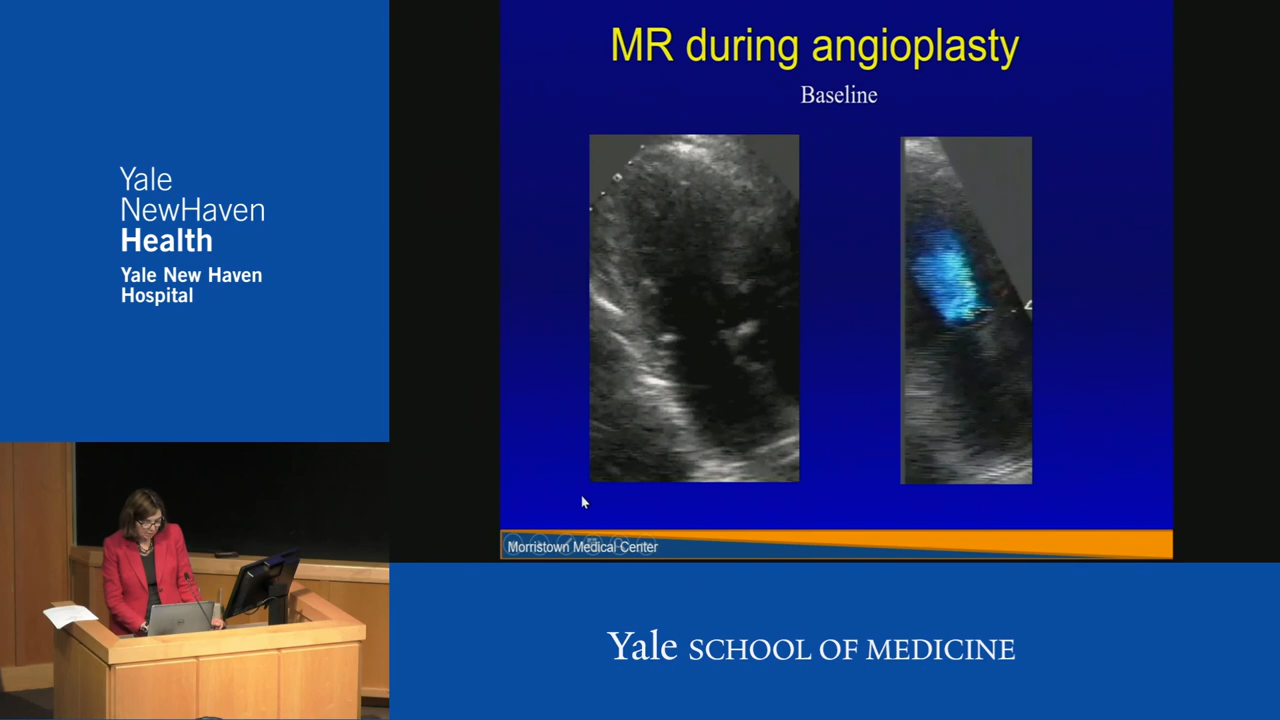 Yale
NewHaven
Health
Yale New Haven
Hospital
MR during angioplasty
Baseline
Morristown Medical Center
Yale SCHOOL OF MEDICINE